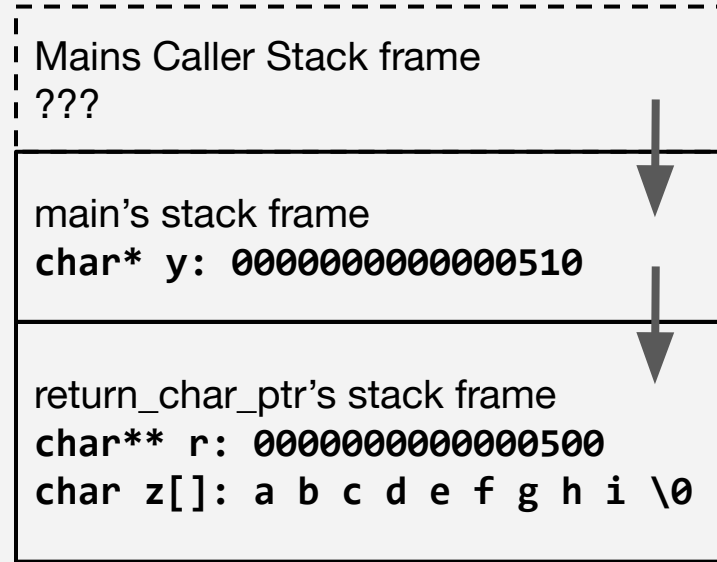 Mains Caller Stack frame
???
main’s stack frame
char* y: 0000000000000510
return_char_ptr’s stack frame
char** r: 0000000000000500
char z[]: a b c d e f g h i \0